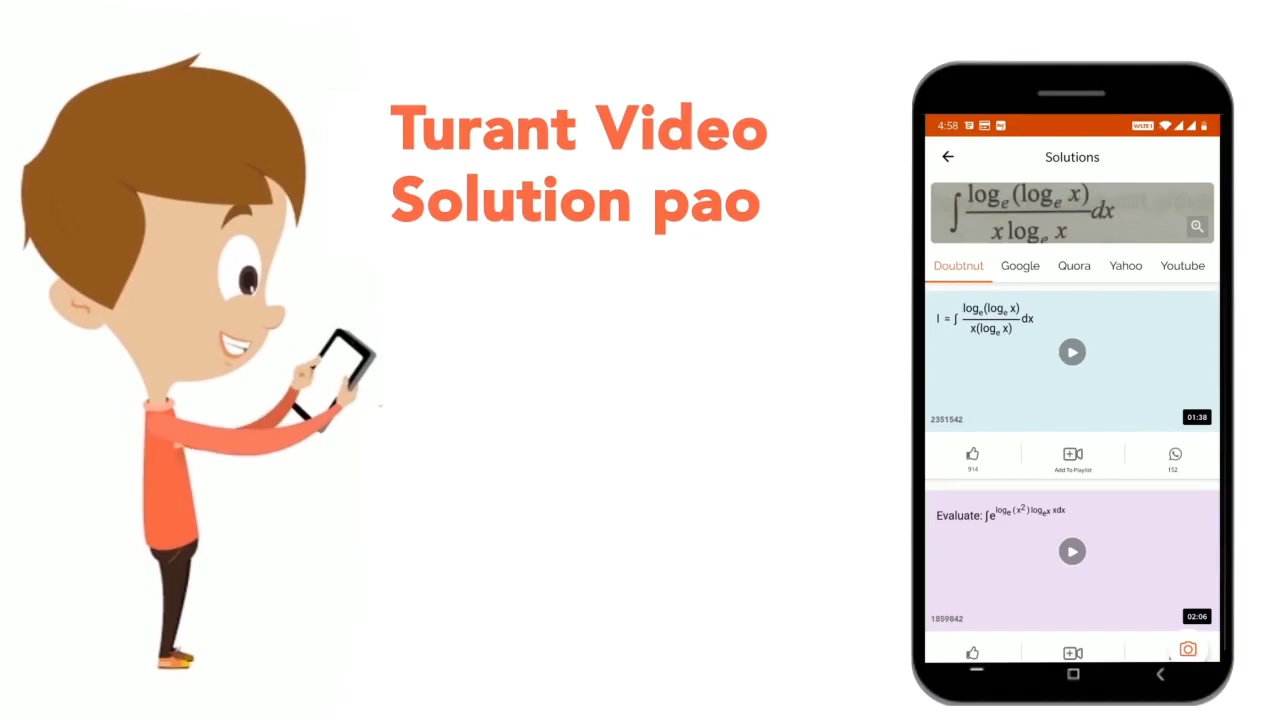 Turant Video
Solution pao
4:58
VoLTE1
Solutions
∫ logₑ(logₑ x) / x logₑ x dx
Doubtnut Google Quora Yahoo Youtube
I = ∫ logₑ(logₑ x) / x(logₑ x) dx
2351542 01:38
914 Add To Playlist 152
Evaluate: ∫e^logₑ(x²)logₑx xdx
1859842 02:06